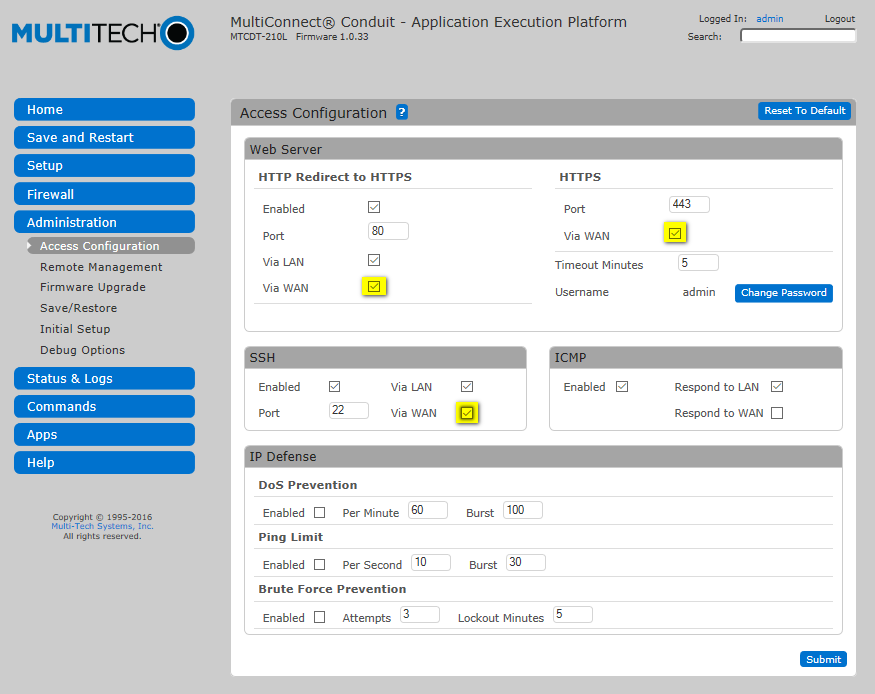 MULTITECH
MultiConnect® Conduit - Application Execution Platform
MTCDT-210L Firmware 1.0.33
Logged In: admin Logout
Search:
Home
Save and Restart
Setup
Firewall
Administration
Access Configuration
Remote Management
Firmware Upgrade
Save/Restore
Initial Setup
Debug Options
Status & Logs
Commands
Apps
Help
Copyright © 1995-2016
Multi-Tech Systems, Inc.
All rights reserved.
Access Configuration ? Reset To Default
Web Server
HTTP Redirect to HTTPS
Enabled
Port 80
Via LAN
Via WAN
HTTPS
Port 443
Via WAN
Timeout Minutes 5
Username admin Change Password
SSH
Enabled Via LAN
Port 22 Via WAN
ICMP
Enabled Respond to LAN
Respond to WAN
IP Defense
DoS Prevention
Enabled Per Minute 60 Burst 100
Ping Limit
Enabled Per Second 10 Burst 30
Brute Force Prevention
Enabled Attempts 3 Lockout Minutes 5
Submit